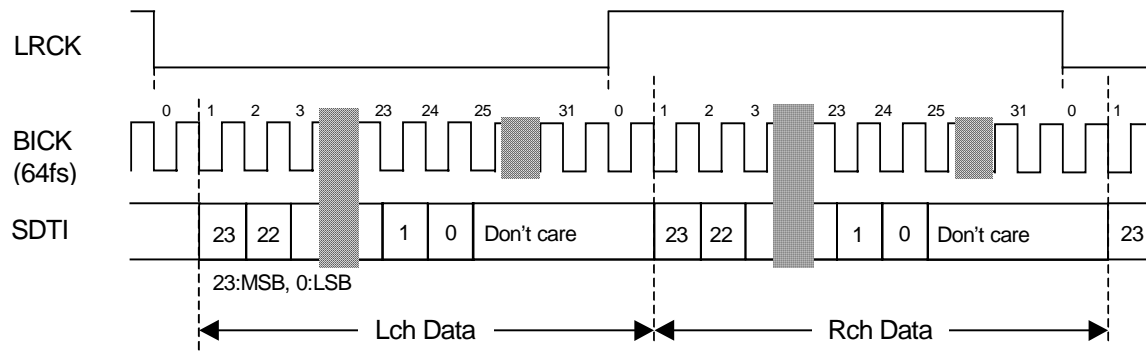 LRCK
0 1 2 3 23 24 25 31 0 1 2 3 23 24 25 31 0 1
BICK
(64fs)
SDTI 23 22 1 0 Don't care 23 22 1 0 Don't care 23
23:MSB, 0:LSB
Lch Data Rch Data